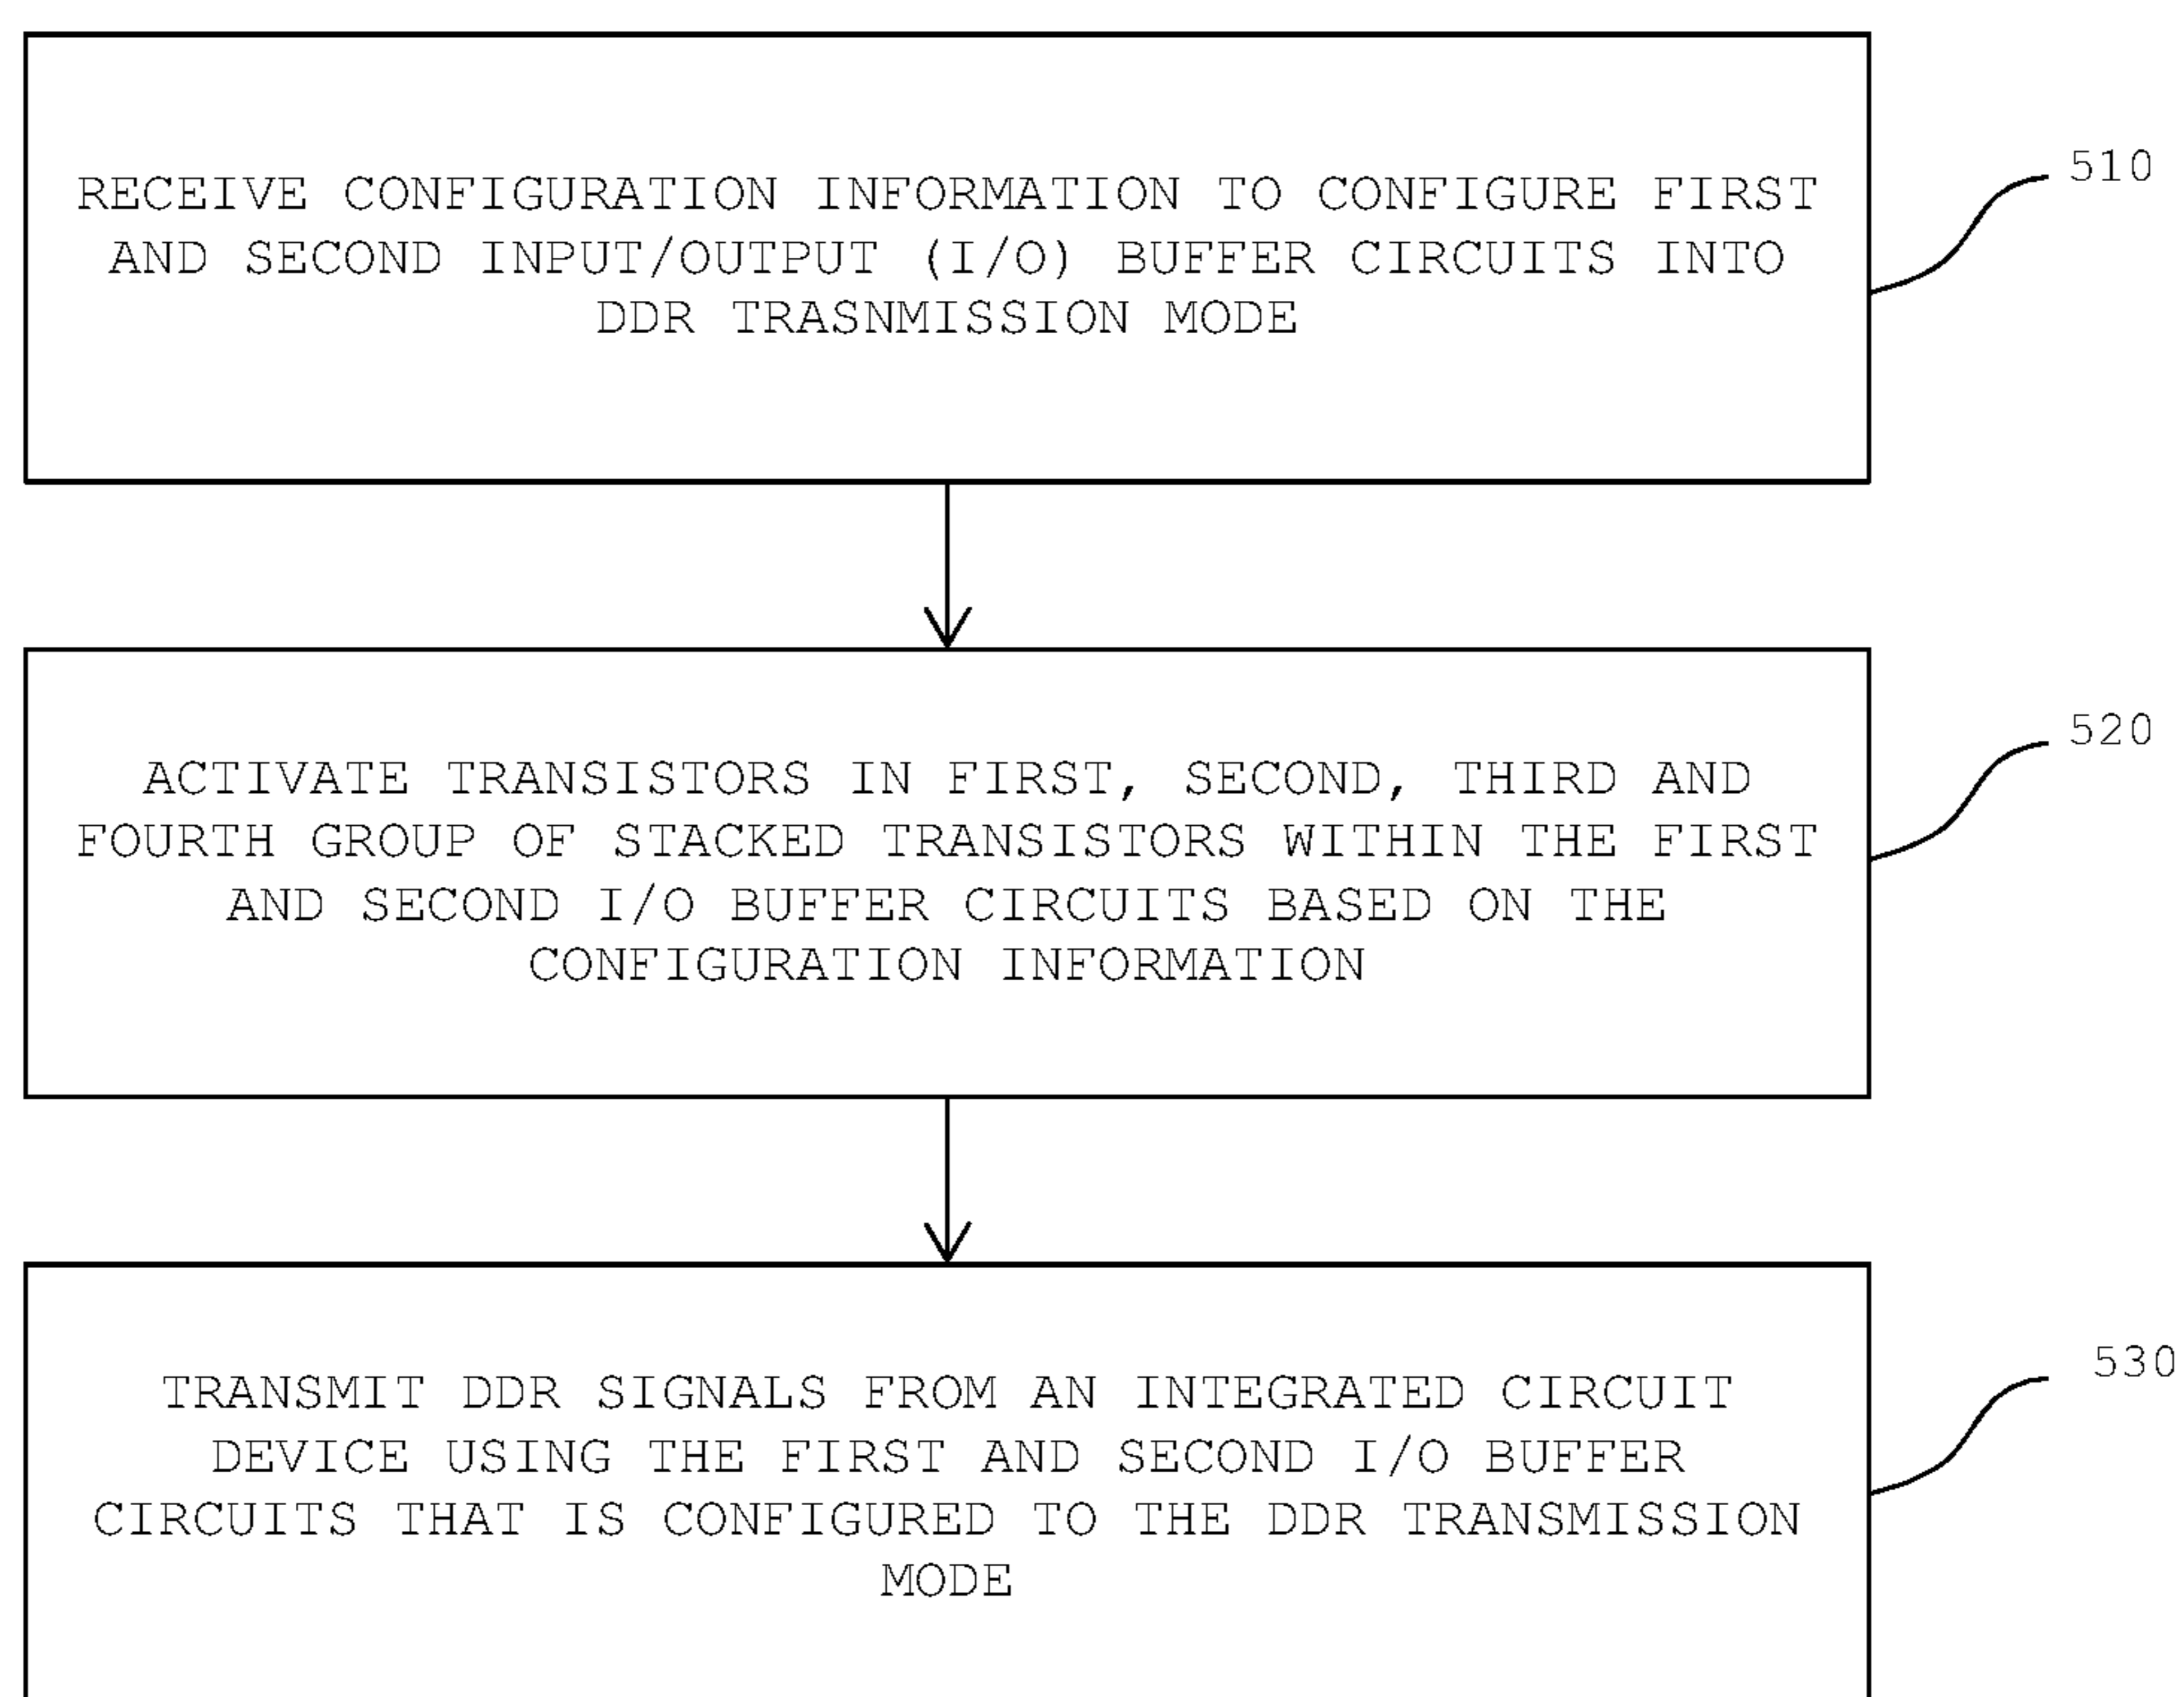 RECEIVE CONFIGURATION INFORMATION TO CONFIGURE FIRST
AND SECOND INPUT/OUTPUT (I/O) BUFFER CIRCUITS INTO
DDR TRASNMISSION MODE
510
ACTIVATE TRANSISTORS IN FIRST, SECOND, THIRD AND
FOURTH GROUP OF STACKED TRANSISTORS WITHIN THE FIRST
AND SECOND I/O BUFFER CIRCUITS BASED ON THE
CONFIGURATION INFORMATION
520
TRANSMIT DDR SIGNALS FROM AN INTEGRATED CIRCUIT
DEVICE USING THE FIRST AND SECOND I/O BUFFER
CIRCUITS THAT IS CONFIGURED TO THE DDR TRANSMISSION
MODE
530